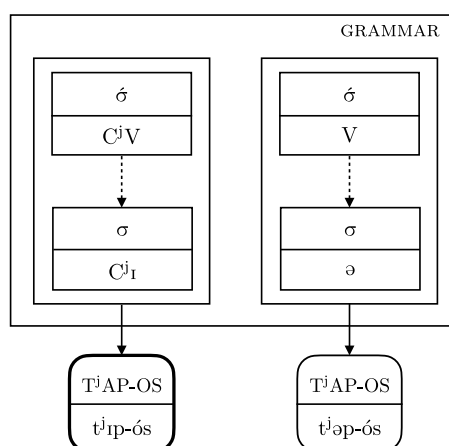 GRAMMAR
σ́ σ́
CʲV V
σ σ
Cʲɪ ə
TʲAP-OS TʲAP-OS
tʲɪp-ós tʲəp-ós